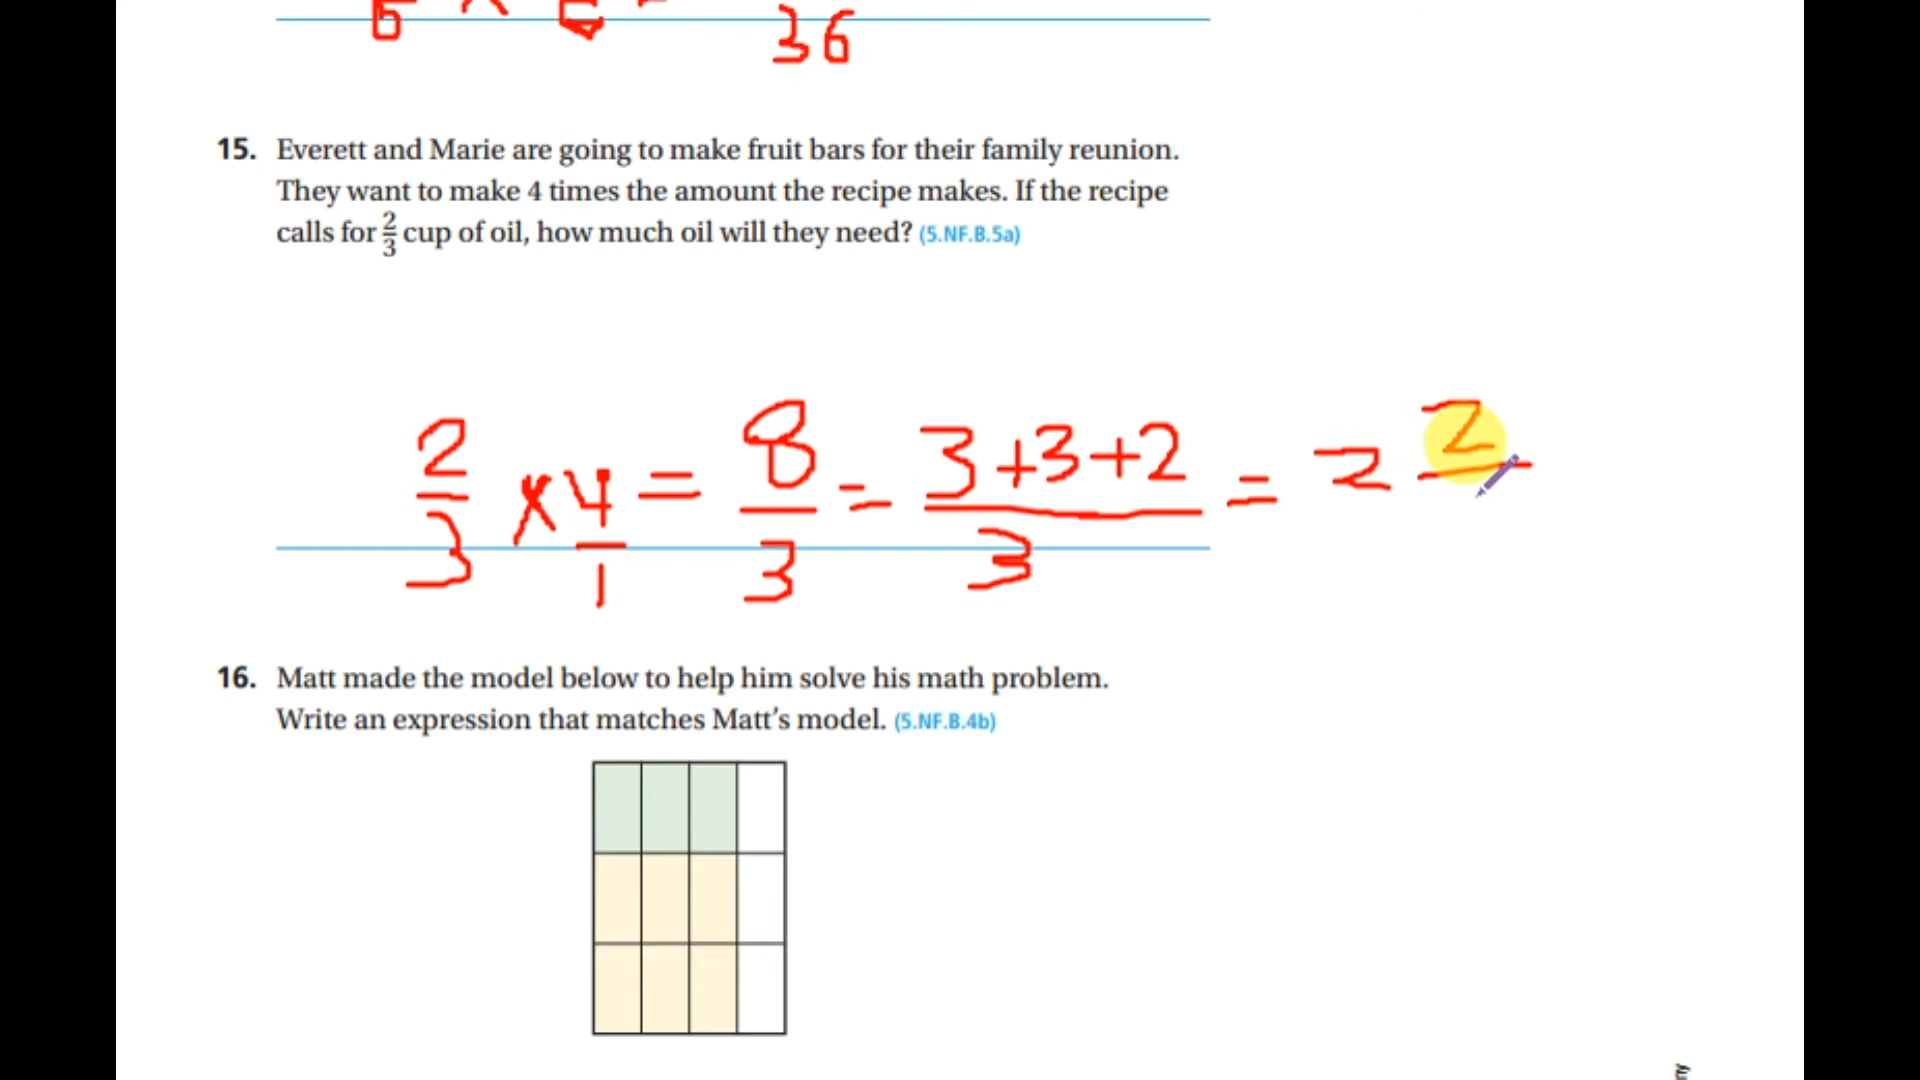 36
15. Everett and Marie are going to make fruit bars for their family reunion.
They want to make 4 times the amount the recipe makes. If the recipe
calls for 2/3 cup of oil, how much oil will they need? (5.NF.B.5a)
2/3 × 4/1 = 8/3 = 3+3+2/3 = 2 2/
16. Matt made the model below to help him solve his math problem.
Write an expression that matches Matt's model. (5.NF.B.4b)